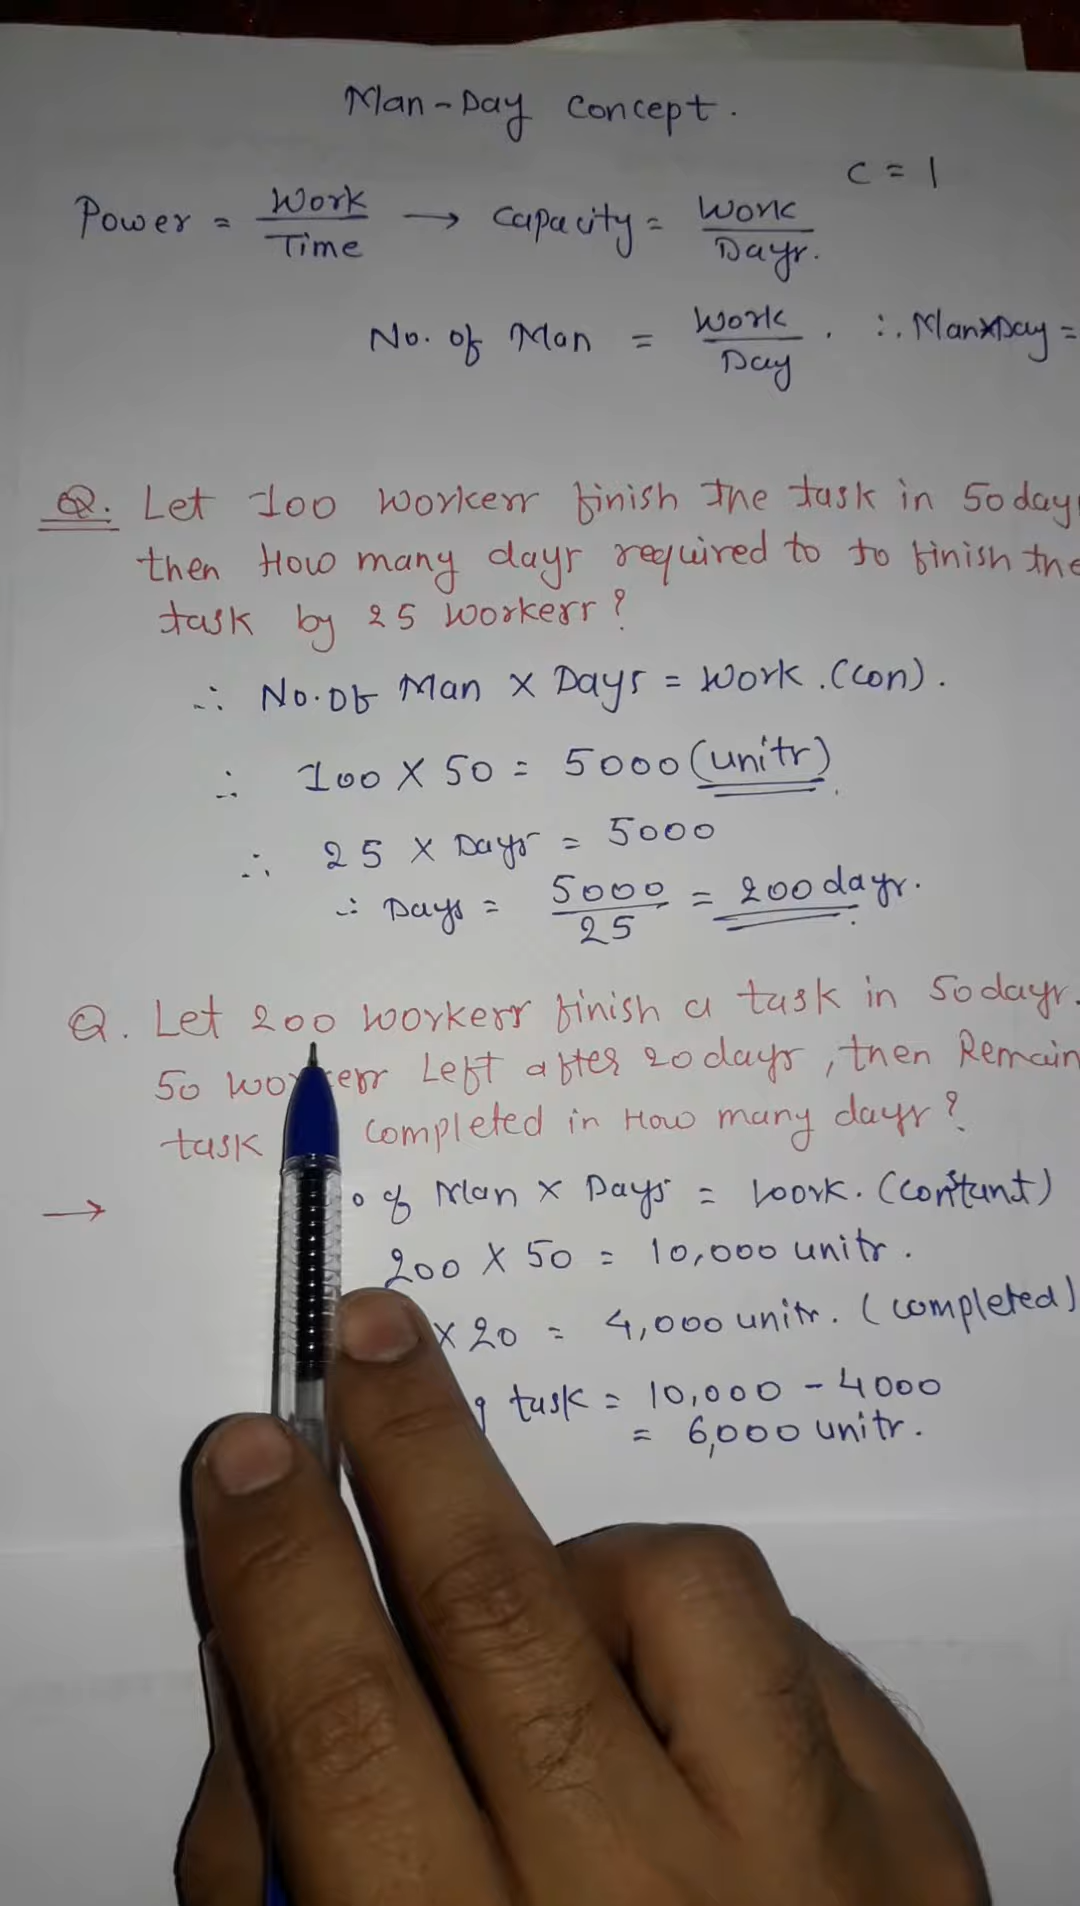 Man-Day Concept.
C = 1
Power = Work / Time → Capacity = Work / Days.
No. of Man = Work / Day . ∴ Man×Day =
Q. Let 100 workers finish the task in 50 day
then How many days required to to finish the
task by 25 workers?
∴ No. of Man × Days = Work. (con).
∴ 100 × 50 = 5000 (units)
∴ 25 × Days = 5000
∴ Days = 5000 / 25 = 200 days.
Q. Let 200 workers finish a task in 50 days.
50 Left after 20 days, then Remain
task completed in How many days?
→ of Man × Days = Work. (Constant)
200 × 50 = 10,000 units.
× 20 = 4,000 units. (completed)
task = 10,000 - 4000
= 6,000 units.